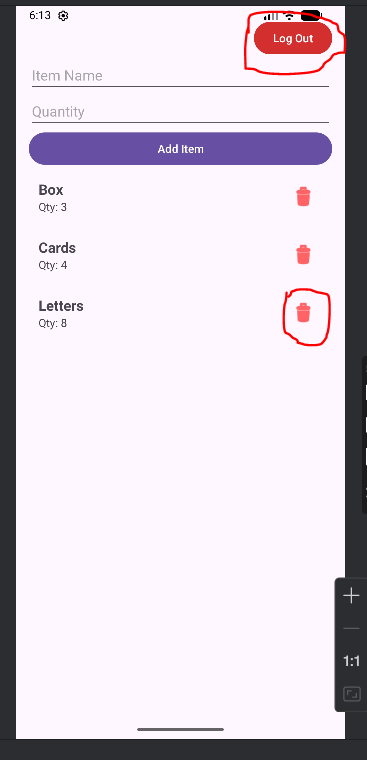 6:13
Log Out
Item Name
Quantity
Add Item
Box
Qty: 3
Cards
Qty: 4
Letters
Qty: 8
1:1